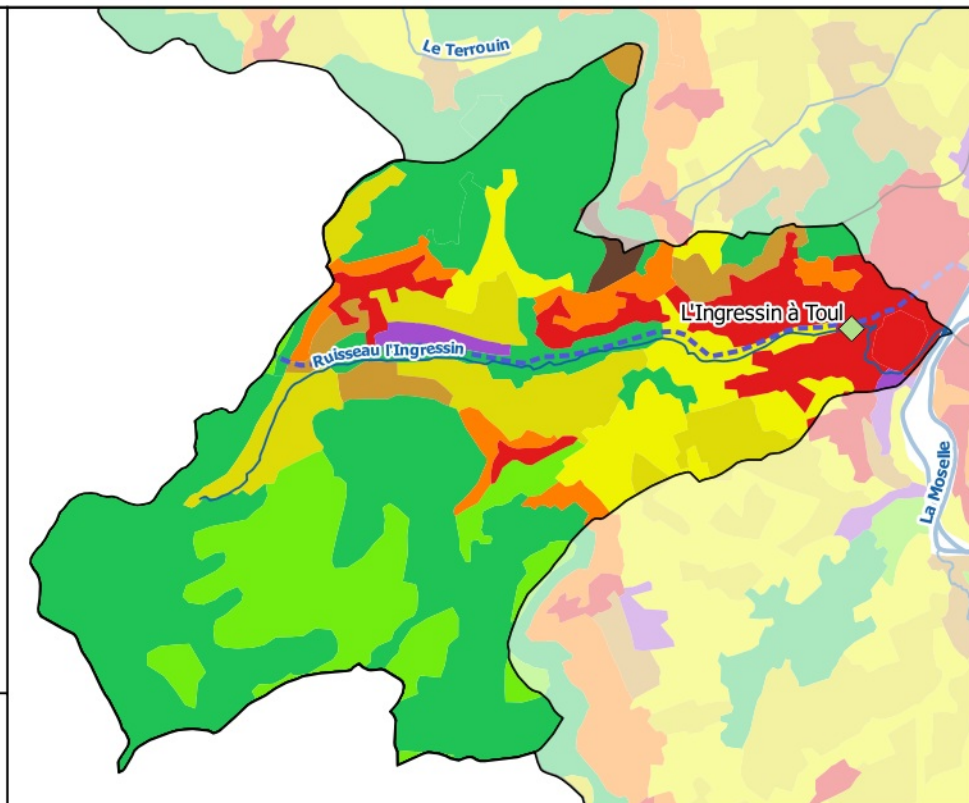 Le Terrouin
L'Ingressin à Toul
Ruisseau l'Ingressin
La Moselle